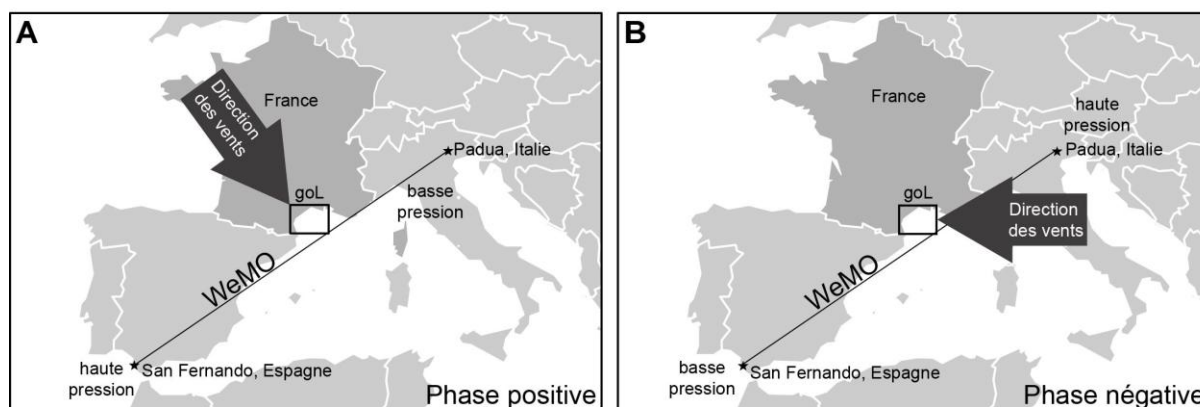 A
Direction
des vents
France
Padua, Italie
goL
basse
pression
WeMO
haute
pression
San Fernando, Espagne
Phase positive
B
France
haute
pression
Padua, Italie
goL
Direction
des vents
WeMO
basse
pression
San Fernando, Espagne
Phase négative